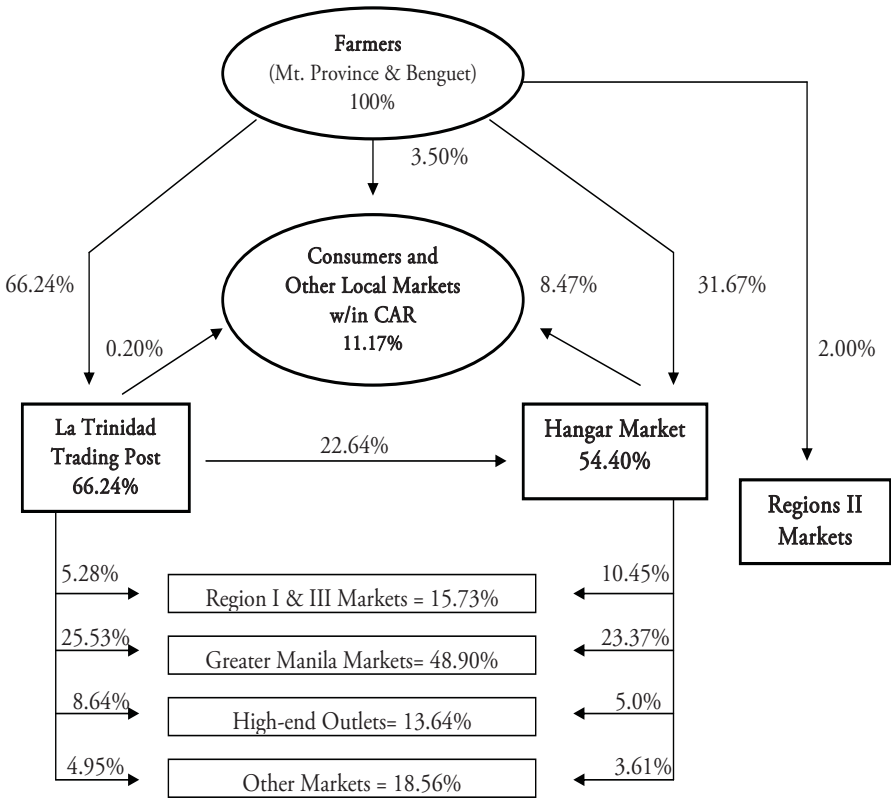 Farmers
(Mt. Province & Benguet)
100%
3.50%
66.24%
Consumers and
Other Local Markets
w/in CAR
11.17%
8.47%
31.67%
0.20%
2.00%
La Trinidad
Trading Post
66.24%
22.64%
Hangar Market
54.40%
Regions II
Markets
5.28%
Region I & III Markets = 15.73%
10.45%
25.53%
Greater Manila Markets= 48.90%
23.37%
8.64%
High-end Outlets= 13.64%
5.0%
4.95%
Other Markets = 18.56%
3.61%